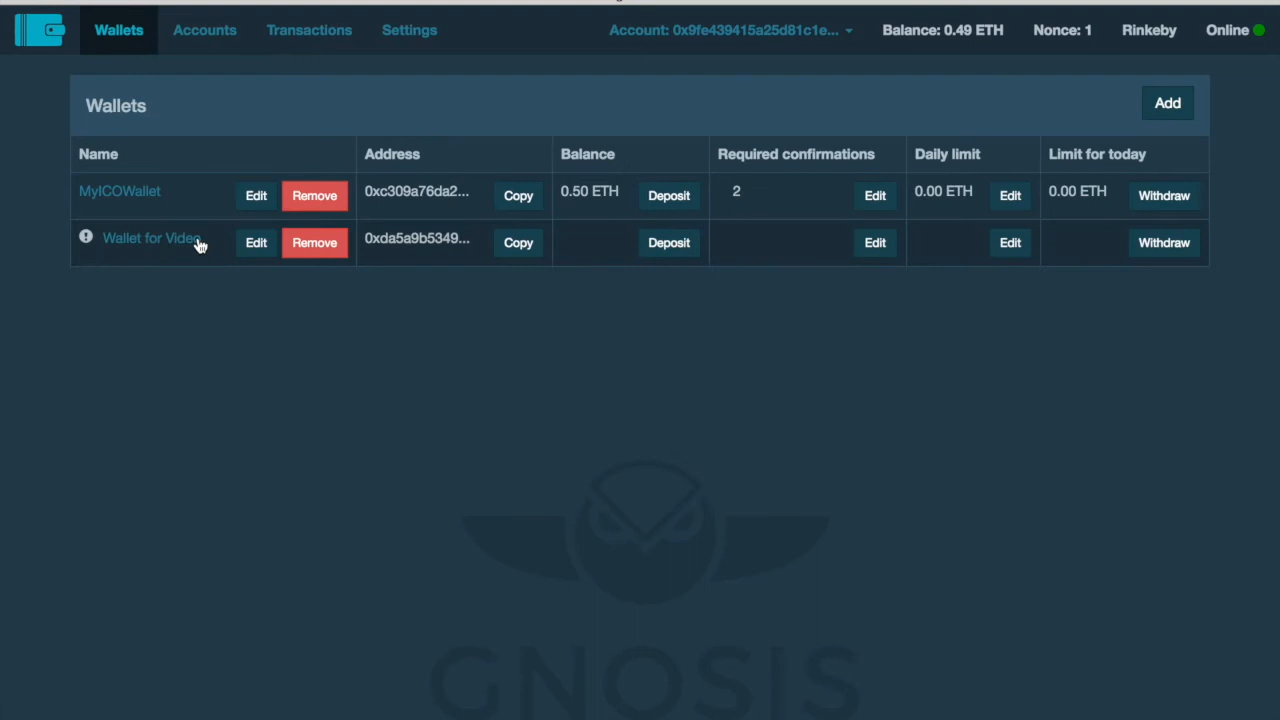 Wallets Accounts Transactions Settings Account: 0x9fe439415a25d81c1e... Balance: 0.49 ETH Nonce: 1 Rinkeby Online
Wallets Add
Name Address Balance Required confirmations Daily limit Limit for today
MyICOWallet Edit Remove 0xc309a76da2... Copy 0.50 ETH Deposit 2 Edit 0.00 ETH Edit 0.00 ETH Withdraw
Wallet for Video Edit Remove 0xda5a9b5349... Copy Deposit Edit Edit Withdraw
GNOSIS